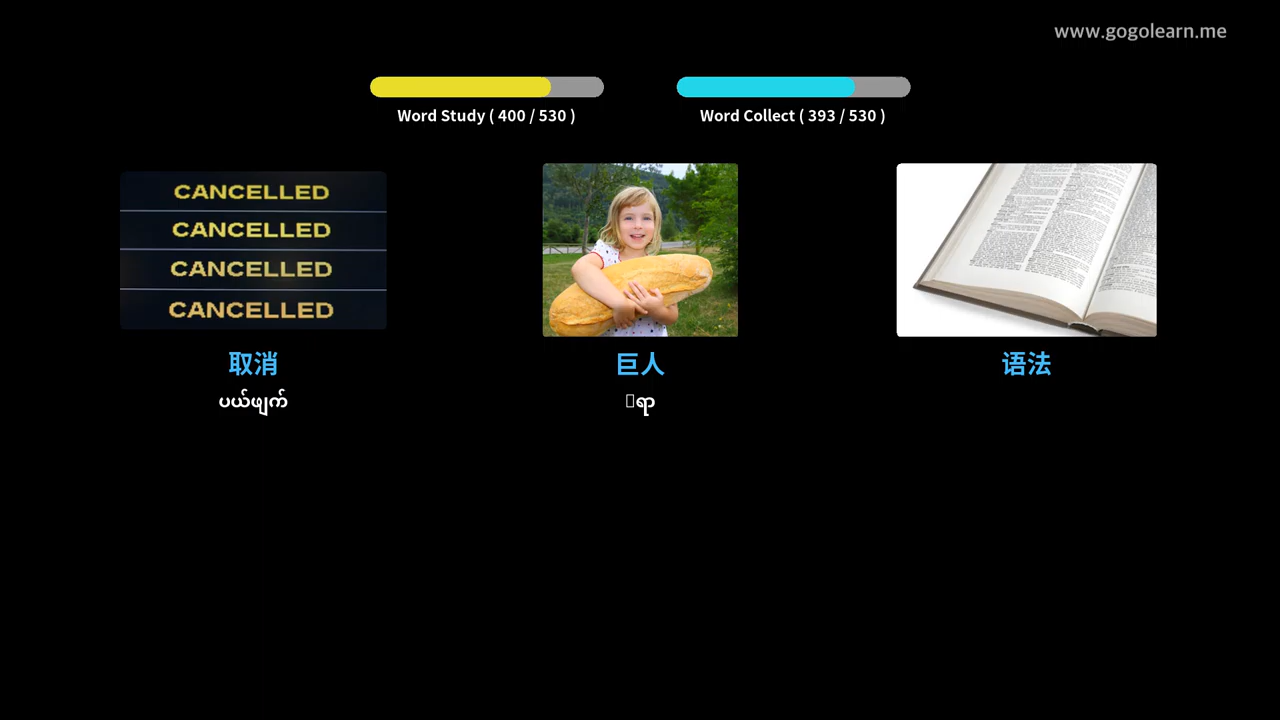 www.gogolearn.me
Word Study ( 400 / 530 )
Word Collect ( 393 / 530 )
CANCELLED
CANCELLED
CANCELLED
CANCELLED
取消
巨人
语法
ပယ်ဖျက်
ရာ